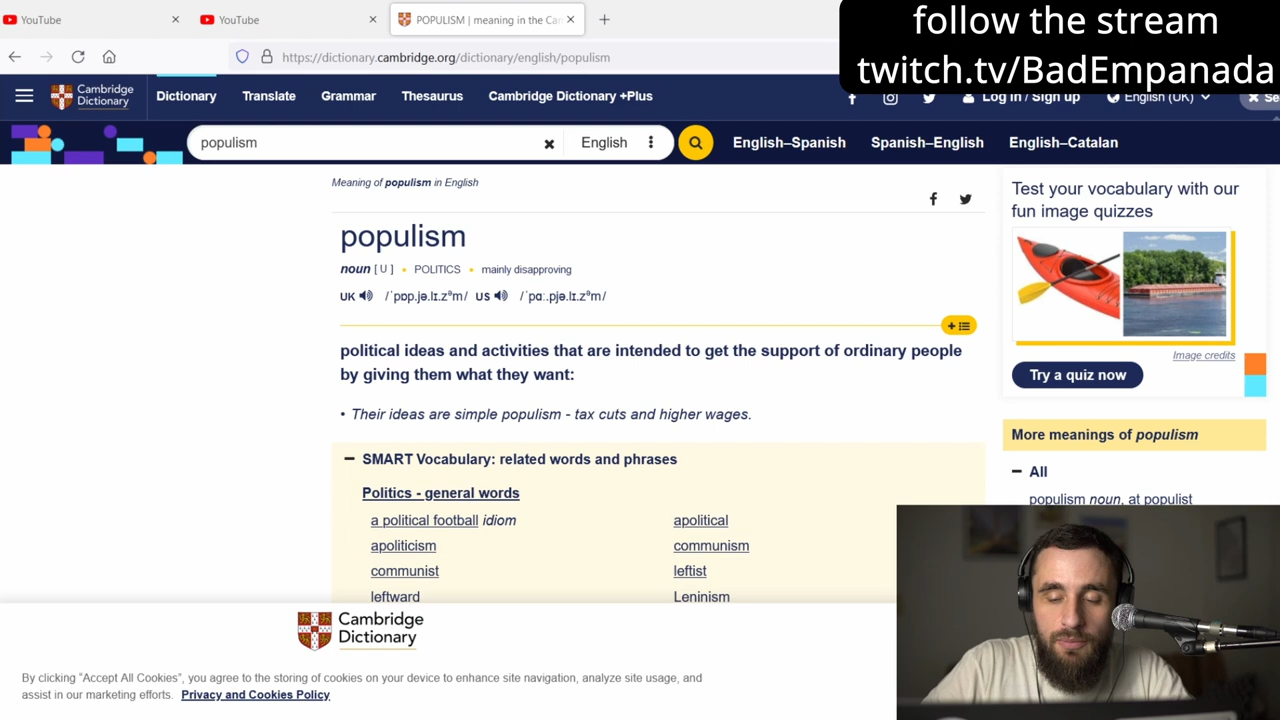 YouTube
YouTube
POPULISM | meaning in the Ca
follow the stream
twitch.tv/BadEmpanada
https://dictionary.cambridge.org/dictionary/english/populism
Cambridge
Dictionary
Dictionary
Translate
Grammar
Thesaurus
Cambridge Dictionary +Plus
Log in / Sign up
English (UK)
Se
populism
English
English–Spanish
Spanish–English
English–Catalan
Meaning of populism in English
populism
noun [ U ] • POLITICS • mainly disapproving
UK /ˈpɒp.jə.lɪ.zᵊm/ US /ˈpɑː.pjə.lɪ.zᵊm/
political ideas and activities that are intended to get the support of ordinary people
by giving them what they want:
• Their ideas are simple populism - tax cuts and higher wages.
SMART Vocabulary: related words and phrases
Politics - general words
a political football idiom
apolitical
apoliticism
communism
communist
leftist
leftward
Leninism
Test your vocabulary with our
fun image quizzes
Image credits
Try a quiz now
More meanings of populism
All
populism noun, at populist
Cambridge
Dictionary
By clicking “Accept All Cookies”, you agree to the storing of cookies on your device to enhance site navigation, analyze site usage, and
assist in our marketing efforts. Privacy and Cookies Policy